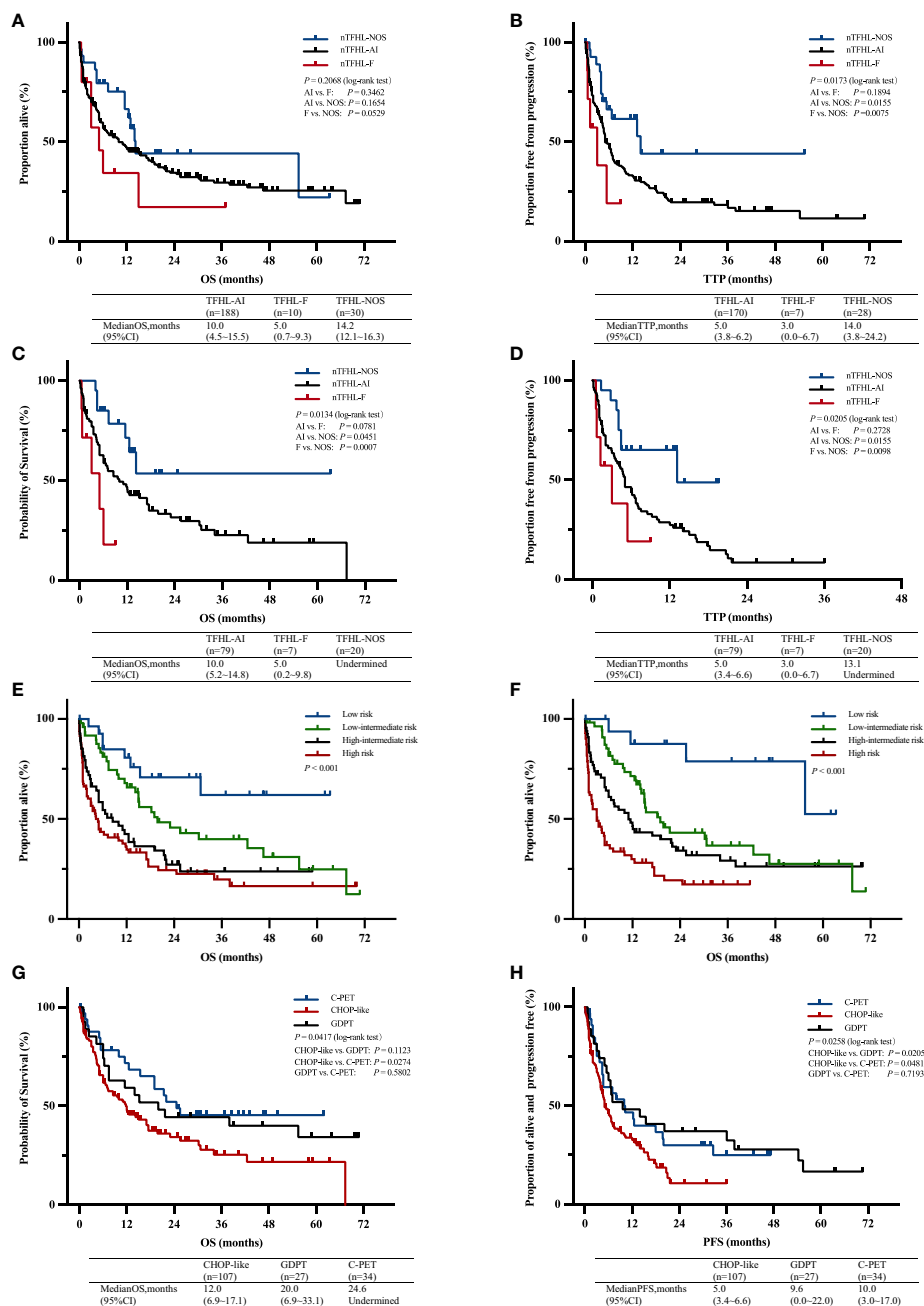 A
Proportion alive (%)
100
50
0
nTFHL-NOS
nTFHL-AI
nTFHL-F
P = 0.2068 (log-rank test)
AI vs. F: P = 0.3462
AI vs. NOS: P = 0.1654
F vs. NOS: P = 0.0529
0 12 24 36 48 60 72
OS (months)
TFHL-AI TFHL-F TFHL-NOS
(n=188) (n=10) (n=30)
MedianOS,months 10.0 5.0 14.2
(95%CI) (4.5~15.5) (0.7~9.3) (12.1~16.3)
B
Proportion free from progression (%)
100
50
0
nTFHL-NOS
nTFHL-AI
nTFHL-F
P = 0.0173 (log-rank test)
AI vs. F: P = 0.1894
AI vs. NOS: P = 0.0155
F vs. NOS: P = 0.0075
0 12 24 36 48 60 72
TTP (months)
TFHL-AI TFHL-F TFHL-NOS
(n=170) (n=7) (n=28)
MedianTTP,months 5.0 3.0 14.0
(95%CI) (3.8~6.2) (0.0~6.7) (3.8~24.2)
C
Probability of Survival (%)
100
50
0
nTFHL-NOS
nTFHL-AI
nTFHL-F
P = 0.0134 (log-rank test)
AI vs. F: P = 0.0781
AI vs. NOS: P = 0.0451
F vs. NOS: P = 0.0007
0 12 24 36 48 60 72
OS (months)
TFHL-AI TFHL-F TFHL-NOS
(n=79) (n=7) (n=20)
MedianOS,months 10.0 5.0 Undermined
(95%CI) (5.2~14.8) (0.2~9.8)
D
Proportion free from progression (%)
100
50
0
nTFHL-NOS
nTFHL-AI
nTFHL-F
P = 0.0205 (log-rank test)
AI vs. F: P = 0.2728
AI vs. NOS: P = 0.0155
F vs. NOS: P = 0.0098
0 12 24 36 48
TTP (months)
TFHL-AI TFHL-F TFHL-NOS
(n=79) (n=7) (n=20)
MedianTTP,months 5.0 3.0 13.1
(95%CI) (3.4~6.6) (0.0~6.7) Undermined
E
Proportion alive (%)
100
50
0
Low risk
Low-intermediate risk
High-intermediate risk
High risk
P < 0.001
0 12 24 36 48 60 72
OS (months)
F
Proportion alive (%)
100
50
0
Low risk
Low-intermediate risk
High-intermediate risk
High risk
P < 0.001
0 12 24 36 48 60 72
OS (months)
G
Probability of Survival (%)
100
50
0
C-PET
CHOP-like
GDPT
P = 0.0417 (log-rank test)
CHOP-like vs. GDPT: P = 0.1123
CHOP-like vs. C-PET: P = 0.0274
GDPT vs. C-PET: P = 0.5802
0 12 24 36 48 60 72
OS (months)
CHOP-like GDPT C-PET
(n=107) (n=27) (n=34)
MedianOS,months 12.0 20.0 24.6
(95%CI) (6.9~17.1) (6.9~33.1) Undermined
H
Proportion of alive and progression free (%)
100
50
0
C-PET
CHOP-like
GDPT
P = 0.0258 (log-rank test)
CHOP-like vs. GDPT: P = 0.0205
CHOP-like vs. C-PET: P = 0.0481
GDPT vs. C-PET: P = 0.7193
0 12 24 36 48 60 72
PFS (months)
CHOP-like GDPT C-PET
(n=107) (n=27) (n=34)
MedianPFS,months 5.0 9.6 10.0
(95%CI) (3.4~6.6) (0.0~22.0) (3.0~17.0)